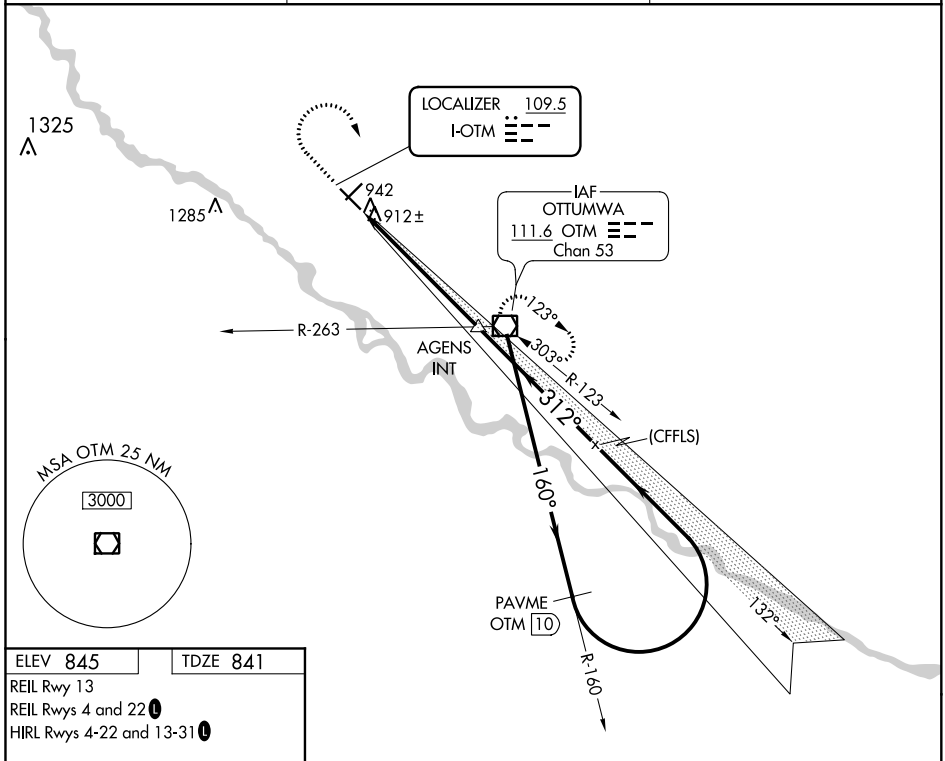 1325
LOCALIZER 109.5
I-OTM
942
912±
1285
IAF
OTTUMWA
111.6 OTM
Chan 53
123°
R-263
AGENS
INT
303°
R-123
312°
(CFFLS)
MSA OTM 25 NM
3000
160°
PAVME
OTM 10
132°
R-160
ELEV 845
TDZE 841
REIL Rwy 13
REIL Rwys 4 and 22 L
HIRL Rwys 4-22 and 13-31 L